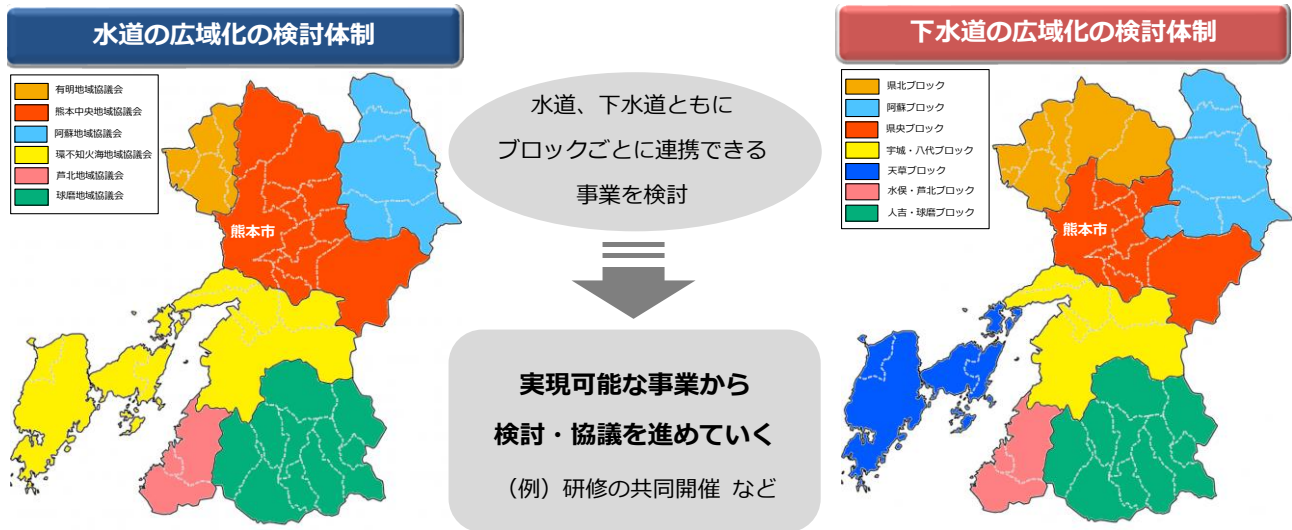 水道の広域化の検討体制
有明地域協議会
熊本中央地域協議会
阿蘇地域協議会
環不知火海地域協議会
芦北地域協議会
球磨地域協議会
熊本市
水道、下水道ともに
ブロックごとに連携できる
事業を検討
実現可能な事業から
検討・協議を進めていく
（例）研修の共同開催 など
下水道の広域化の検討体制
県北ブロック
阿蘇ブロック
県央ブロック
宇城・八代ブロック
天草ブロック
水俣・芦北ブロック
人吉・球磨ブロック
熊本市